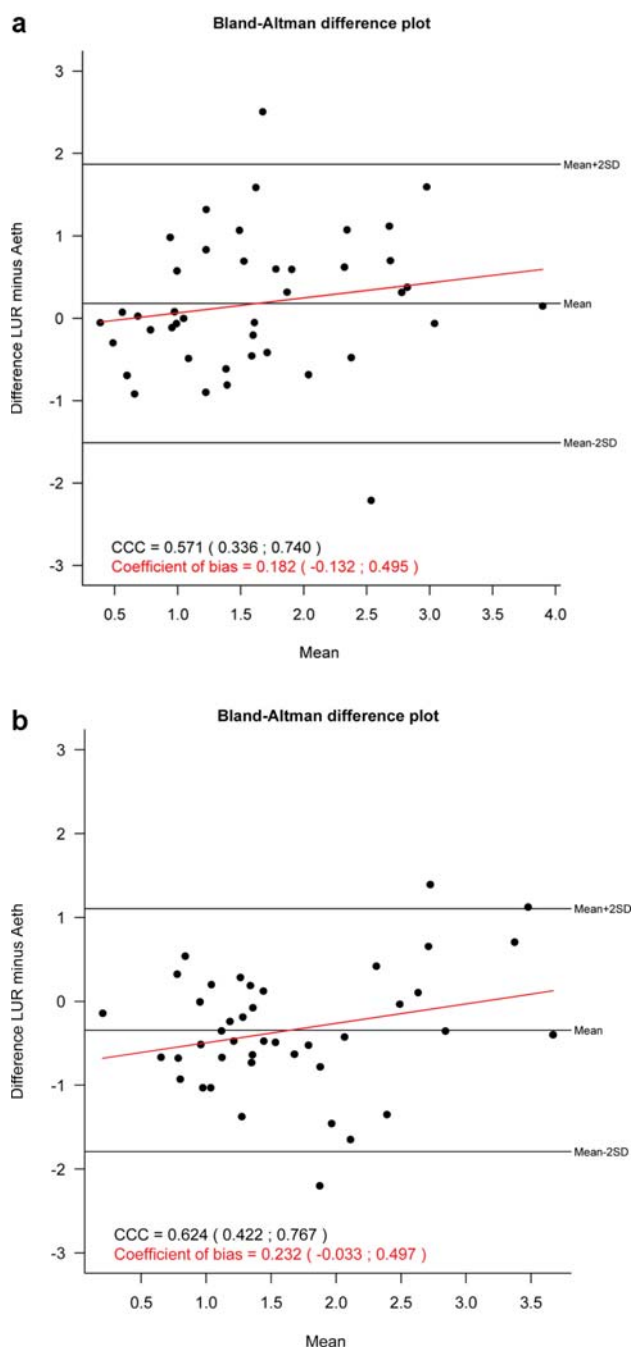 a
Bland-Altman difference plot
3
2
1
0
-1
-2
-3
Difference LUR minus Aeth
Mean+2SD
Mean
Mean-2SD
CCC = 0.571 ( 0.336 ; 0.740 )
Coefficient of bias = 0.182 ( -0.132 ; 0.495 )
0.5 1.0 1.5 2.0 2.5 3.0 3.5 4.0
Mean
b
Bland-Altman difference plot
3
2
1
0
-1
-2
-3
Difference LUR minus Aeth
Mean+2SD
Mean
Mean-2SD
CCC = 0.624 ( 0.422 ; 0.767 )
Coefficient of bias = 0.232 ( -0.033 ; 0.497 )
0.5 1.0 1.5 2.0 2.5 3.0 3.5
Mean